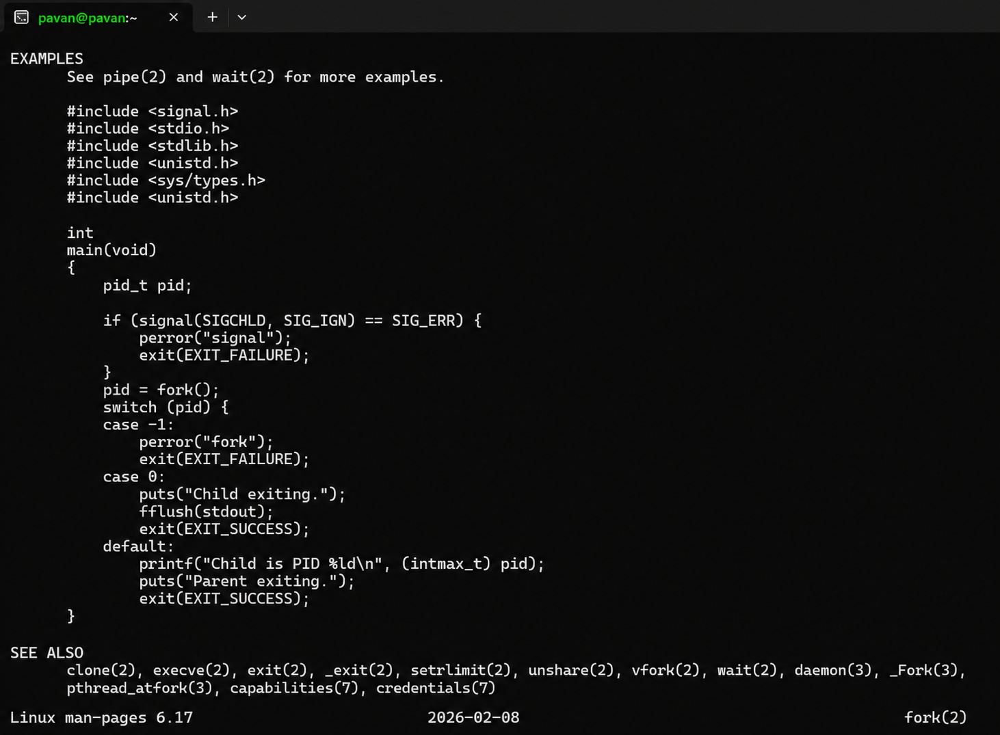 pavan@pavan:~
EXAMPLES
See pipe(2) and wait(2) for more examples.
#include <signal.h>
#include <stdio.h>
#include <stdlib.h>
#include <unistd.h>
#include <sys/types.h>
#include <unistd.h>
int
main(void)
{
    pid_t pid;
    if (signal(SIGCHLD, SIG_IGN) == SIG_ERR) {
        perror("signal");
        exit(EXIT_FAILURE);
    }
    pid = fork();
    switch (pid) {
    case -1:
        perror("fork");
        exit(EXIT_FAILURE);
    case 0:
        puts("Child exiting.");
        fflush(stdout);
        exit(EXIT_SUCCESS);
    default:
        printf("Child is PID %ld\n", (intmax_t) pid);
        puts("Parent exiting.");
        exit(EXIT_SUCCESS);
}
SEE ALSO
clone(2), execve(2), exit(2), _exit(2), setrlimit(2), unshare(2), vfork(2), wait(2), daemon(3), _Fork(3),
pthread_atfork(3), capabilities(7), credentials(7)
Linux man-pages 6.17 2026-02-08 fork(2)